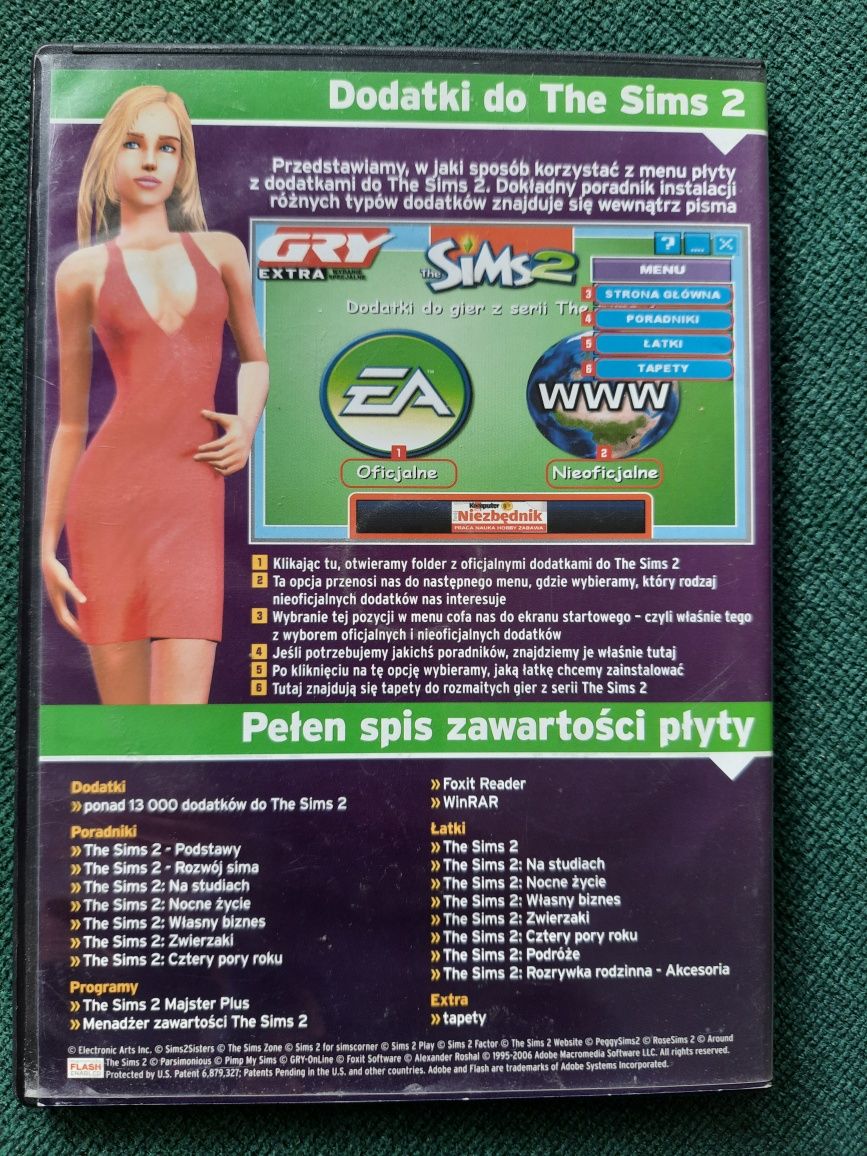 Dodatki do The Sims 2
Przedstawiamy, w jaki sposób korzystać z menu płyty
z dodatkami do The Sims 2. Dokładny poradnik instalacji
różnych typów dodatków znajduje się wewnątrz pisma
GRY
EXTRA WYDANIE SPECJALNE
The SIMS 2
? ... X
MENU
3 STRONA GŁÓWNA
Dodatki do gier z serii The
4 PORADNIKI
5 ŁATKI
6 TAPETY
EA
WWW
1
2
Oficjalne
Nieoficjalne
Komputer
Niezbędnik
PRACA NAUKA HOBBY ZABAWA
1 Klikając tu, otwieramy folder z oficjalnymi dodatkami do The Sims 2
2 Ta opcja przenosi nas do następnego menu, gdzie wybieramy, który rodzaj
nieoficjalnych dodatków nas interesuje
3 Wybranie tej pozycji w menu cofa nas do ekranu startowego – czyli właśnie tego
z wyborem oficjalnych i nieoficjalnych dodatków
4 Jeśli potrzebujemy jakichś poradników, znajdziemy je właśnie tutaj
5 Po kliknięciu na tę opcję wybieramy, jaką łatkę chcemy zainstalować
6 Tutaj znajdują się tapety do rozmaitych gier z serii The Sims 2
Pełen spis zawartości płyty
Dodatki
» ponad 13 000 dodatków do The Sims 2
Poradniki
» The Sims 2 - Podstawy
» The Sims 2 - Rozwój sima
» The Sims 2: Na studiach
» The Sims 2: Nocne życie
» The Sims 2: Własny biznes
» The Sims 2: Zwierzaki
» The Sims 2: Cztery pory roku
Programy
» The Sims 2 Majster Plus
» Menadżer zawartości The Sims 2
» Foxit Reader
» WinRAR
Łatki
» The Sims 2
» The Sims 2: Na studiach
» The Sims 2: Nocne życie
» The Sims 2: Własny biznes
» The Sims 2: Zwierzaki
» The Sims 2: Cztery pory roku
» The Sims 2: Podróże
» The Sims 2: Rozrywka rodzinna - Akcesoria
Extra
» tapety
© Electronic Arts Inc. © Sims2Sisters © The Sims Zone © Sims 2 for simscorner © Sims 2 Play © Sims 2 Factor © The Sims 2 Website © PeggySims2 © RoseSims 2 © Around
The Sims 2 © Parsimonious © Pimp My Sims © GRY-OnLine © Foxit Software © Alexander Roshal © 1995-2006 Adobe Macromedia Software LLC. All rights reserved.
Protected by U.S. Patent 6,879,327; Patents Pending in the U.S. and other countries. Adobe and Flash are trademarks of Adobe Systems Incorporated.
FLASH
ENABLED